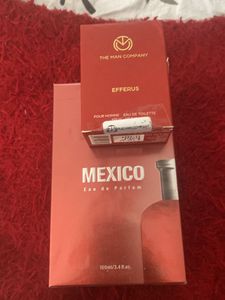 THE MAN COMPANY
EFFERUS
POUR HOMME EAU DE TOILETTE
MEXICO
Eau de Parfum
100ml/3.4 fl.oz.